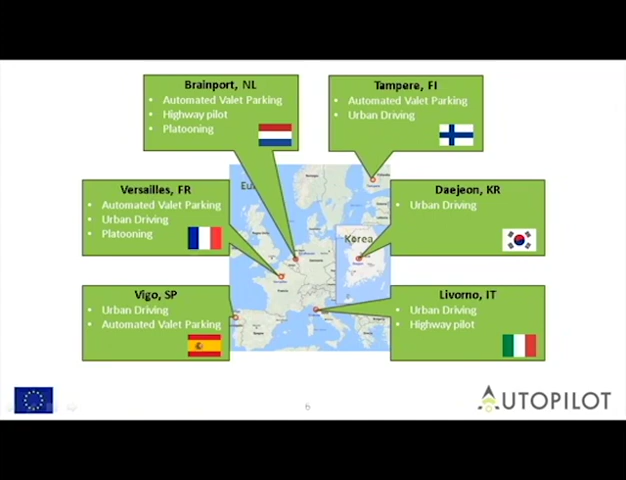 Brainport, NL
• Automated Valet Parking
• Highway pilot
• Platooning
Tampere, FI
• Automated Valet Parking
• Urban Driving
Versailles, FR
• Automated Valet Parking
• Urban Driving
• Platooning
Daejeon, KR
• Urban Driving
Vigo, SP
• Urban Driving
• Automated Valet Parking
Livorno, IT
• Urban Driving
• Highway pilot
Korea
6
AUTOPILOT